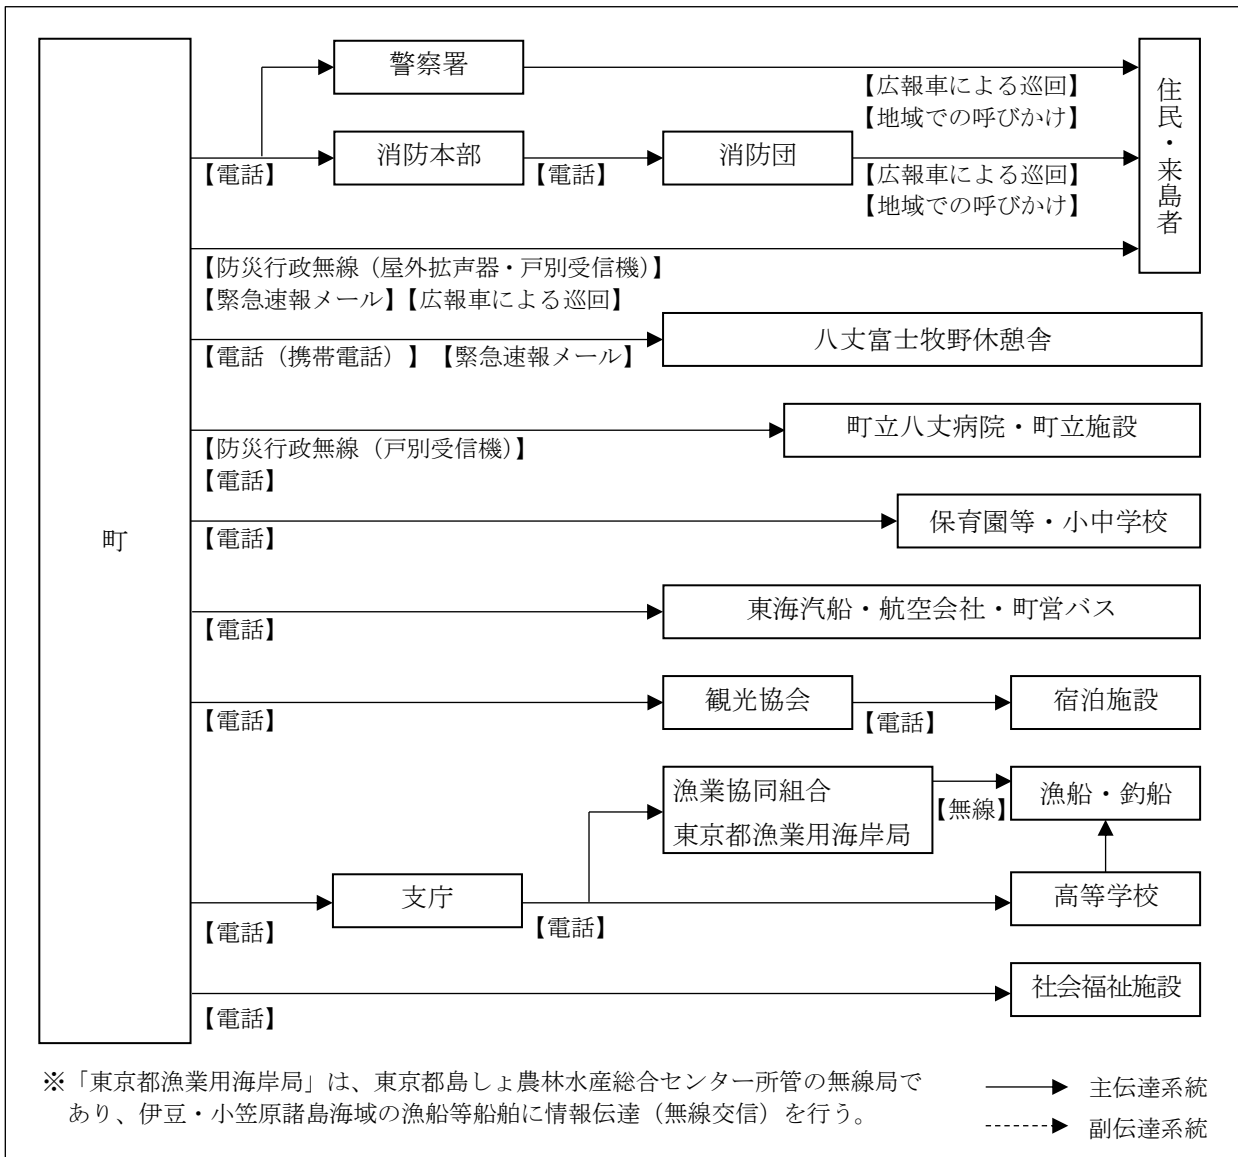 町
警察署
【広報車による巡回】
【地域での呼びかけ】
【電話】
消防本部
【電話】
消防団
【広報車による巡回】
【地域での呼びかけ】
住民・来島者
【防災行政無線（屋外拡声器・戸別受信機）】
【緊急速報メール】【広報車による巡回】
【電話（携帯電話）】【緊急速報メール】
八丈富士牧野休憩舎
【防災行政無線（戸別受信機）】
【電話】
町立八丈病院・町立施設
【電話】
保育園等・小中学校
【電話】
東海汽船・航空会社・町営バス
【電話】
観光協会
【電話】
宿泊施設
【電話】
支庁
【電話】
漁業協同組合
東京都漁業用海岸局
【無線】
漁船・釣船
高等学校
【電話】
社会福祉施設
※「東京都漁業用海岸局」は、東京都島しょ農林水産総合センター所管の無線局で
あり、伊豆・小笠原諸島海域の漁船等船舶に情報伝達（無線交信）を行う。
主伝達系統
副伝達系統